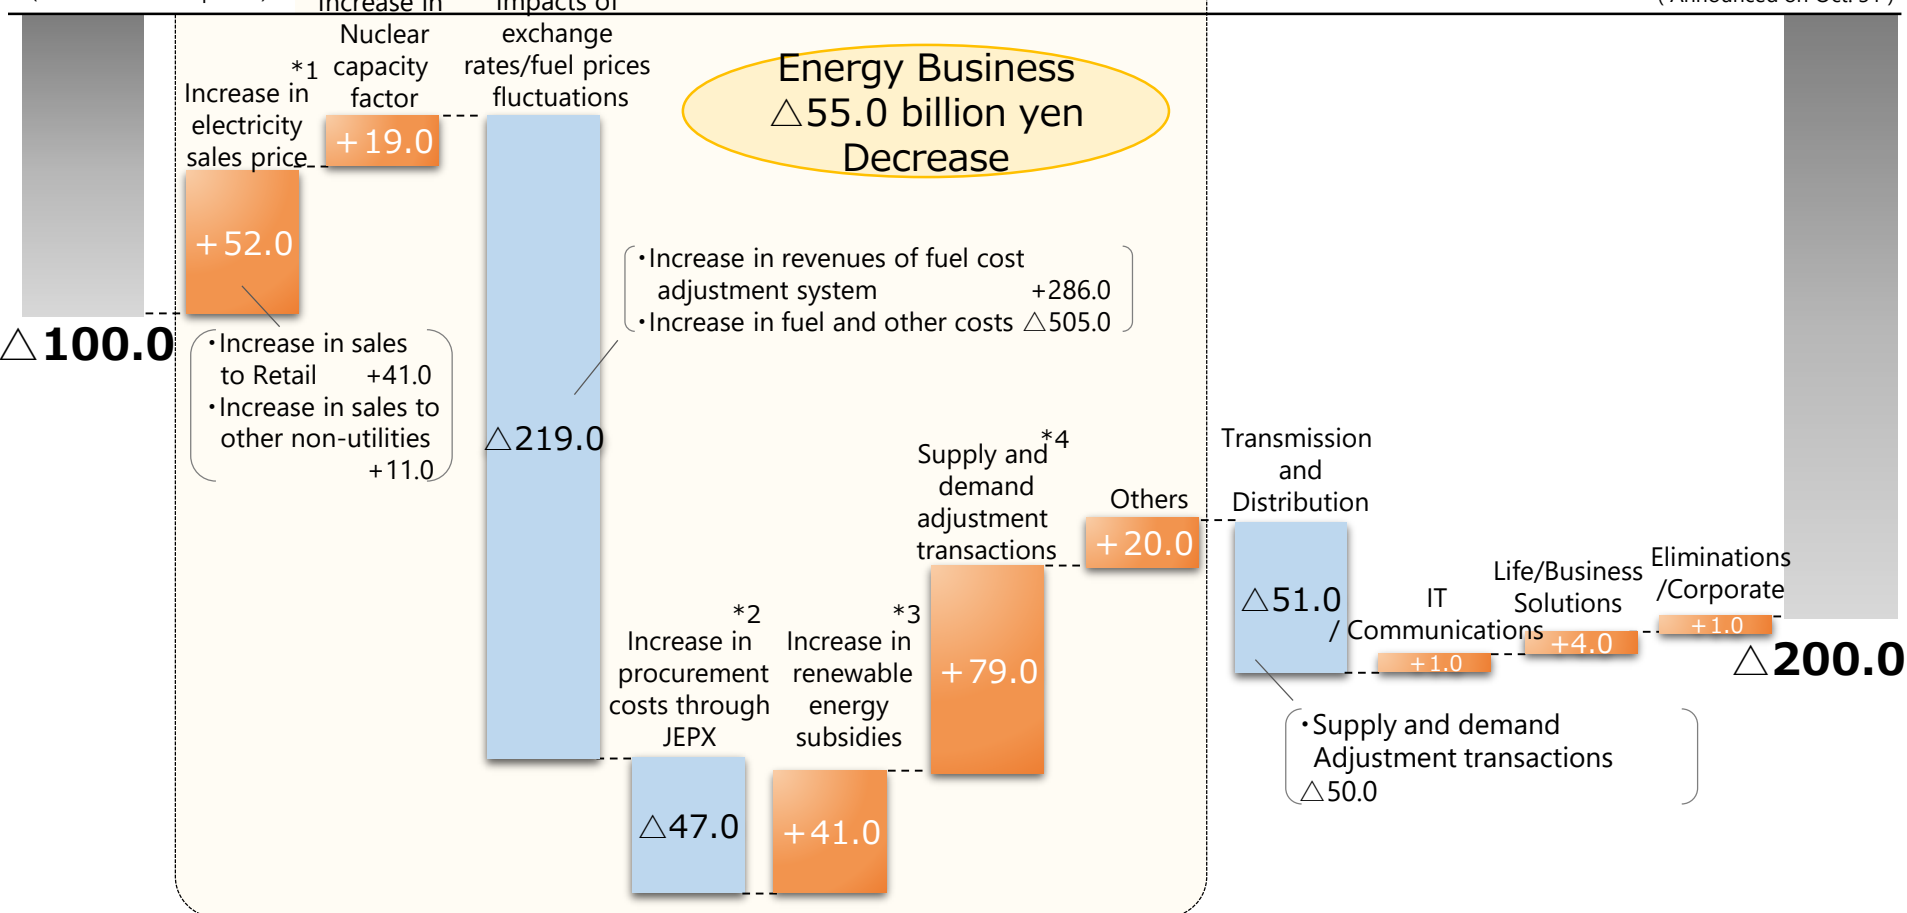 Increase in
Nuclear
capacity
factor
+19.0
Impacts of
exchange
rates/fuel prices
fluctuations
*1
Increase in
electricity
sales price
+52.0
Energy Business
△55.0 billion yen
Decrease
・Increase in revenues of fuel cost
adjustment system +286.0
・Increase in fuel and other costs △505.0
△100.0
・Increase in sales
to Retail +41.0
・Increase in sales to
other non-utilities
+11.0
△219.0
*2
Increase in
procurement
costs through
JEPX
△47.0
*3
Increase in
renewable
energy
subsidies
+41.0
*4
Supply and
demand
adjustment
transactions
+79.0
Others
+20.0
Transmission
and
Distribution
△51.0
IT
/ Communications
+1.0
Life/Business
Solutions
+4.0
Eliminations
/Corporate
+1.0
△200.0
・Supply and demand
Adjustment transactions
△50.0